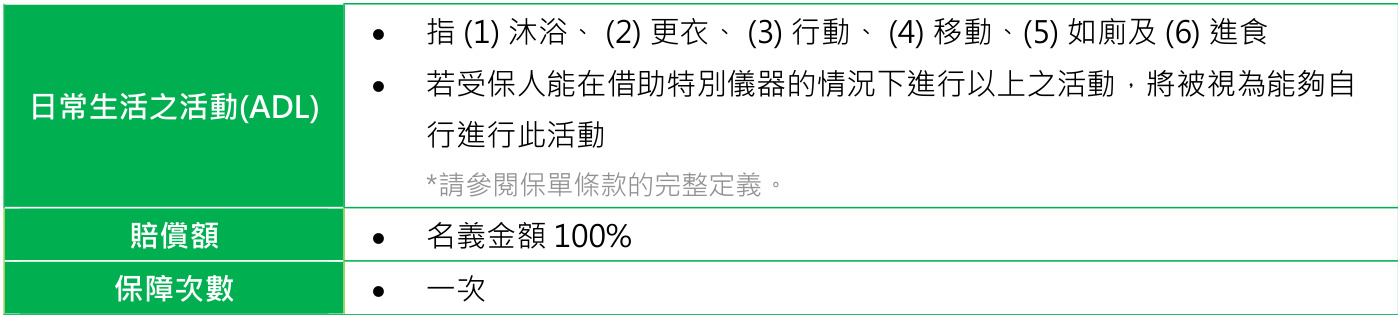 日常生活之活動(ADL)
● 指 (1) 沐浴、 (2) 更衣、 (3) 行動、 (4) 移動、(5) 如廁及 (6) 進食
● 若受保人能在借助特別儀器的情況下進行以上之活動，將被視為能夠自
行進行此活動
*請參閱保單條款的完整定義。
賠償額
● 名義金額 100%
保障次數
● 一次